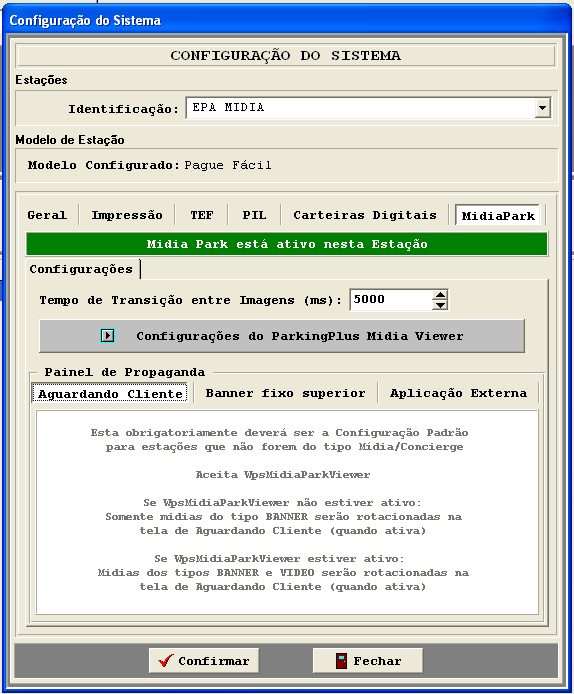 Configuração do Sistema
CONFIGURAÇÃO DO SISTEMA
Estações
Identificação: EPA MIDIA
Modelo de Estação
Modelo Configurado: Pague Fácil
Geral Impressão TEF PIL Carteiras Digitais MidiaPark
Midia Park está ativo nesta Estação
Configurações
Tempo de Transição entre Imagens (ms): 5000
Configurações do ParkingPlus Midia Viewer
Painel de Propaganda
Aguardando Cliente Banner fixo superior Aplicação Externa
Esta obrigatoriamente deverá ser a Configuração Padrão
para estações que não forem do tipo Mídia/Concierge
Aceita WpsMidiaParkViewer
Se WpsMidiaParkViewer não estiver ativo:
Somente midias do tipo BANNER serão rotacionadas na
tela de Aguardando Cliente (quando ativa)
Se WpsMidiaParkViewer estiver ativo:
Midias dos tipos BANNER e VIDEO serão rotacionadas na
tela de Aguardando Cliente (quando ativa)
Confirmar Fechar